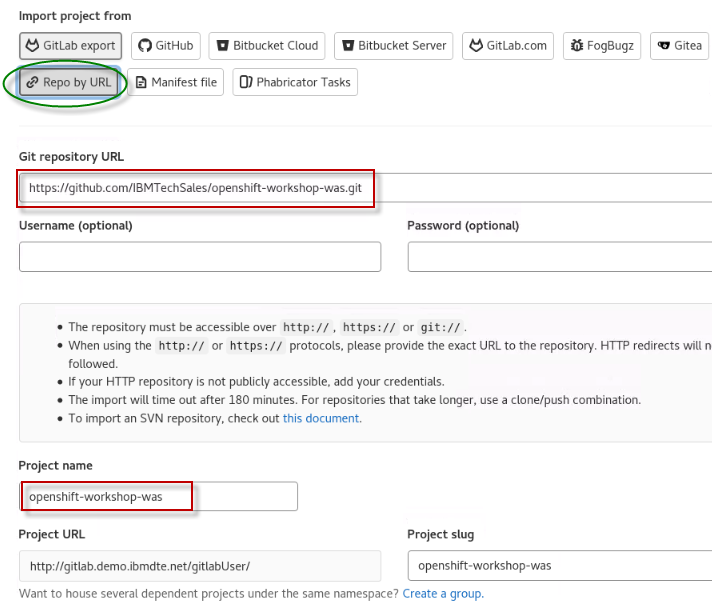 Import project from
GitLab export GitHub Bitbucket Cloud Bitbucket Server GitLab.com FogBugz Gitea
Repo by URL Manifest file Phabricator Tasks
Git repository URL
https://github.com/IBMTechSales/openshift-workshop-was.git
Username (optional) Password (optional)
• The repository must be accessible over http://, https:// or git://.
• When using the http:// or https:// protocols, please provide the exact URL to the repository. HTTP redirects will
followed.
• If your HTTP repository is not publicly accessible, add your credentials.
• The import will time out after 180 minutes. For repositories that take longer, use a clone/push combination.
• To import an SVN repository, check out this document.
Project name
openshift-workshop-was
Project URL Project slug
http://gitlab.demo.ibmdte.net/gitlabUser/ openshift-workshop-was
Want to house several dependent projects under the same namespace? Create a group.